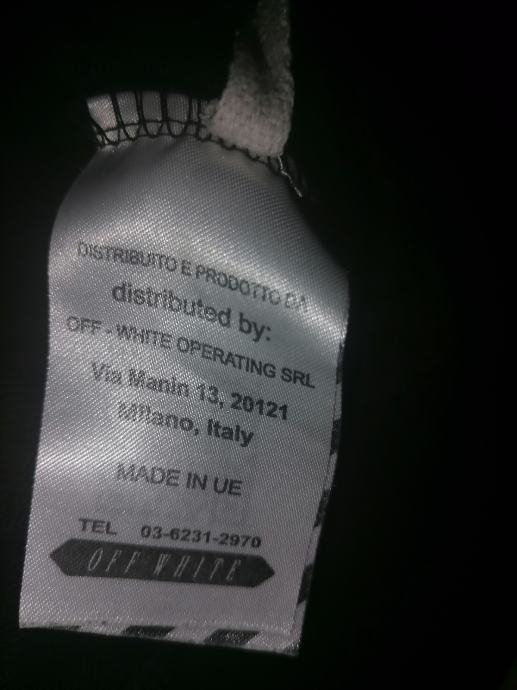 DISTRIBUITO E PRODOTTO DA
distributed by:
OFF - WHITE OPERATING SRL
Via Manin 13, 20121
Milano, Italy
MADE IN UE
TEL 03-6231-2970
OFF WHITE